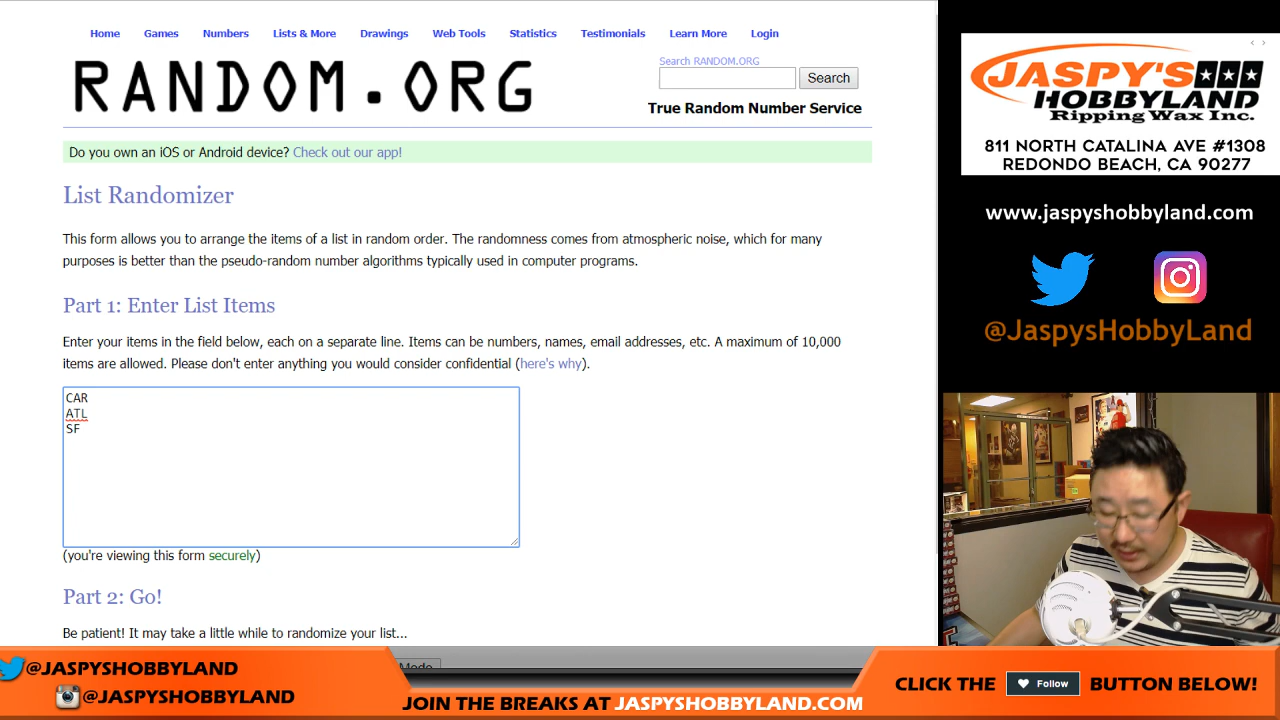 Home Games Numbers Lists & More Drawings Web Tools Statistics Testimonials Learn More Login
RANDOM.ORG
Search RANDOM.ORG
Search
True Random Number Service
Do you own an iOS or Android device? Check out our app!
List Randomizer
This form allows you to arrange the items of a list in random order. The randomness comes from atmospheric noise, which for many
purposes is better than the pseudo-random number algorithms typically used in computer programs.
Part 1: Enter List Items
Enter your items in the field below, each on a separate line. Items can be numbers, names, email addresses, etc. A maximum of 10,000
items are allowed. Please don't enter anything you would consider confidential (here's why).
CAR
ATL
SF
(you're viewing this form securely)
Part 2: Go!
Be patient! It may take a little while to randomize your list...
Mode
JASPY'S
HOBBYLAND
Ripping Wax Inc.
811 NORTH CATALINA AVE #1308
REDONDO BEACH, CA 90277
www.jaspyshobbyland.com
@JaspysHobbyLand
@JASPYSHOBBYLAND
@JASPYSHOBBYLAND
JOIN THE BREAKS AT JASPYSHOBBYLAND.COM
CLICK THE Follow BUTTON BELOW!